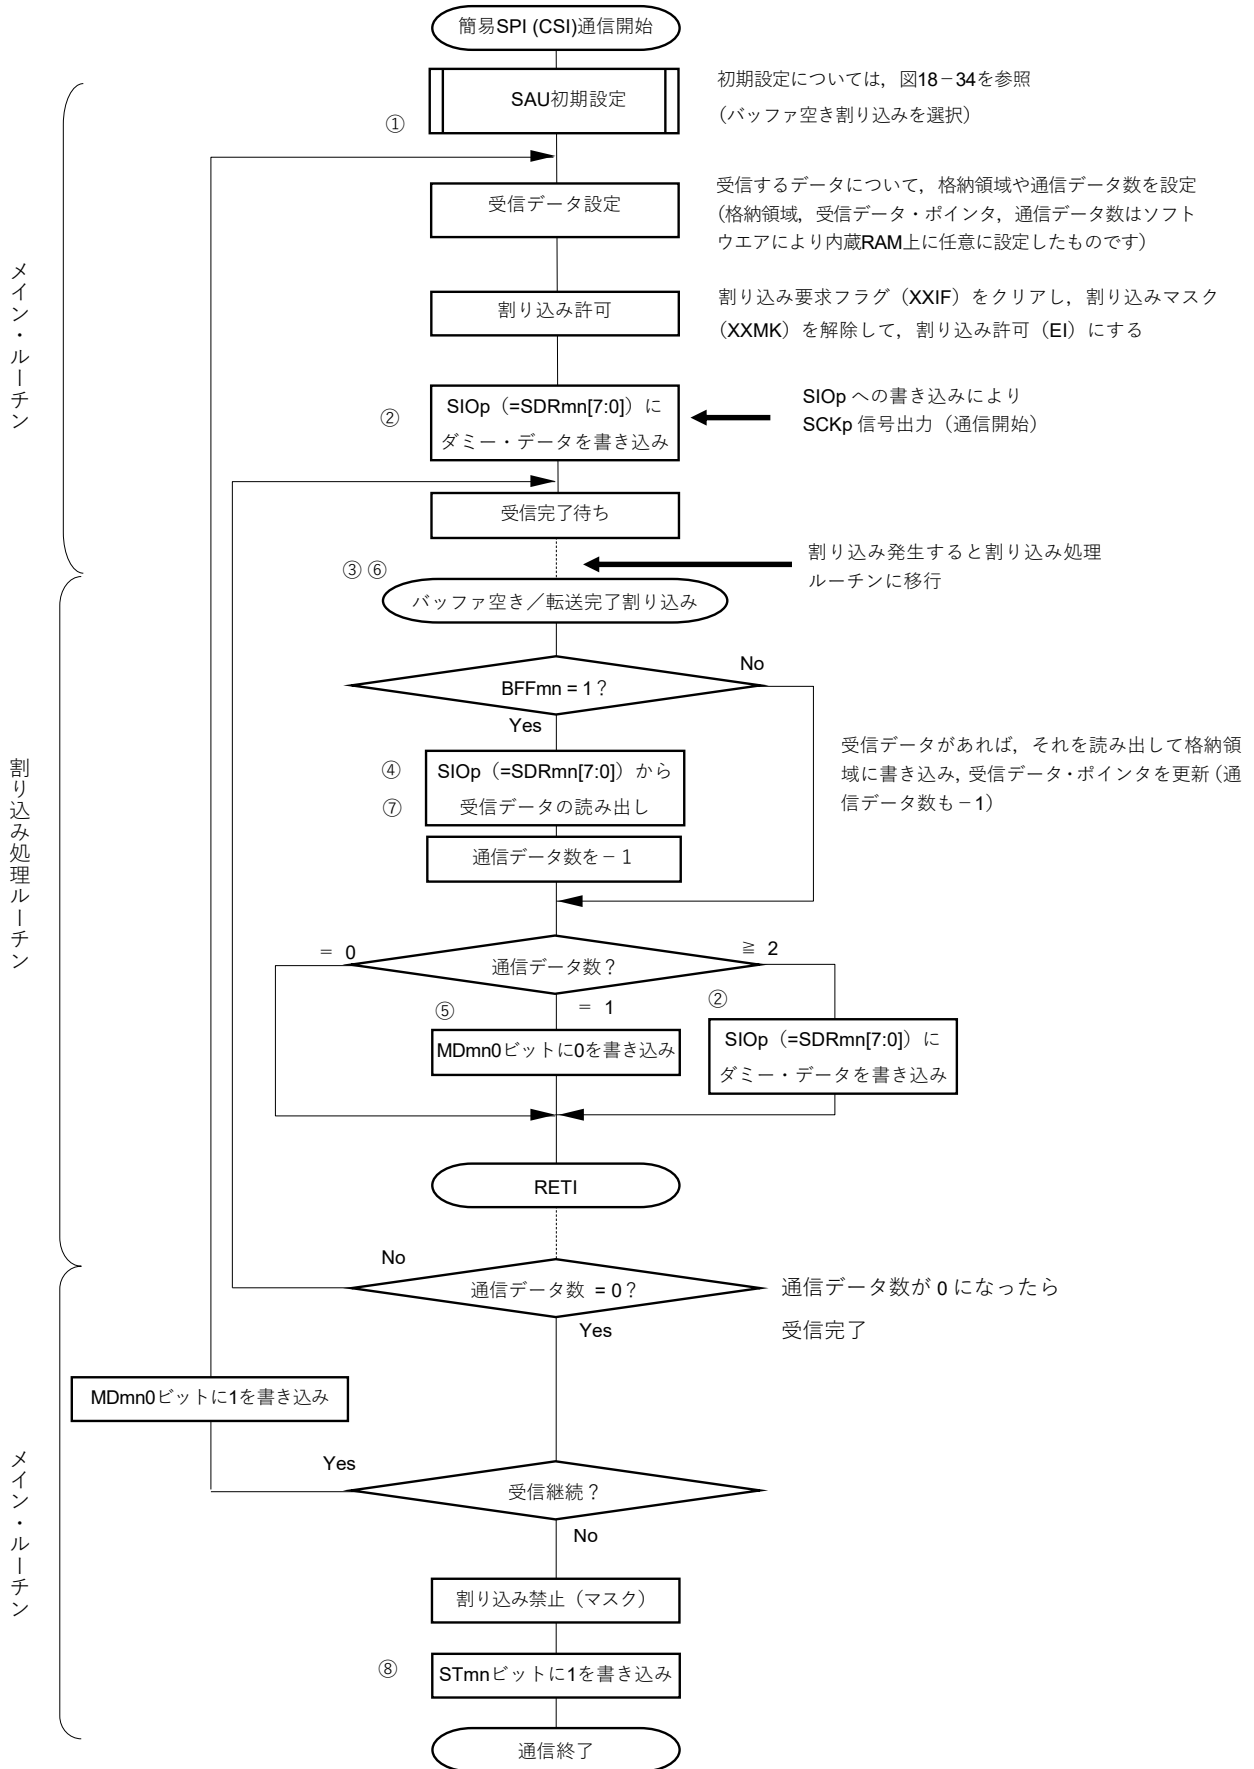 簡易SPI (CSI)通信開始
SAU初期設定
初期設定については，図18－34を参照
（バッファ空き割り込みを選択）
①
受信データ設定
受信するデータについて，格納領域や通信データ数を設定
（格納領域，受信データ・ポインタ，通信データ数はソフト
ウエアにより内蔵RAM上に任意に設定したものです）
メイン・ルーチン
割り込み許可
割り込み要求フラグ（XXIF）をクリアし，割り込みマスク
（XXMK）を解除して，割り込み許可（EI）にする
②
SIOp（=SDRmn[7:0]）に
ダミー・データを書き込み
SIOp への書き込みにより
SCKp 信号出力（通信開始）
受信完了待ち
割り込み発生すると割り込み処理
ルーチンに移行
③ ⑥
バッファ空き／転送完了割り込み
BFFmn = 1？
No
Yes
割り込み処理ルーチン
④
⑦
SIOp（=SDRmn[7:0]）から
受信データの読み出し
受信データがあれば，それを読み出して格納領
域に書き込み，受信データ・ポインタを更新（通
信データ数も－1）
通信データ数を－1
＝ 0
通信データ数？
≧ 2
＝ 1
⑤
MDmn0ビットに0を書き込み
②
SIOp（=SDRmn[7:0]）に
ダミー・データを書き込み
RETI
No
通信データ数 = 0？
Yes
通信データ数が 0 になったら
受信完了
MDmn0ビットに1を書き込み
メイン・ルーチン
Yes
受信継続？
No
割り込み禁止（マスク）
⑧
STmnビットに1を書き込み
通信終了